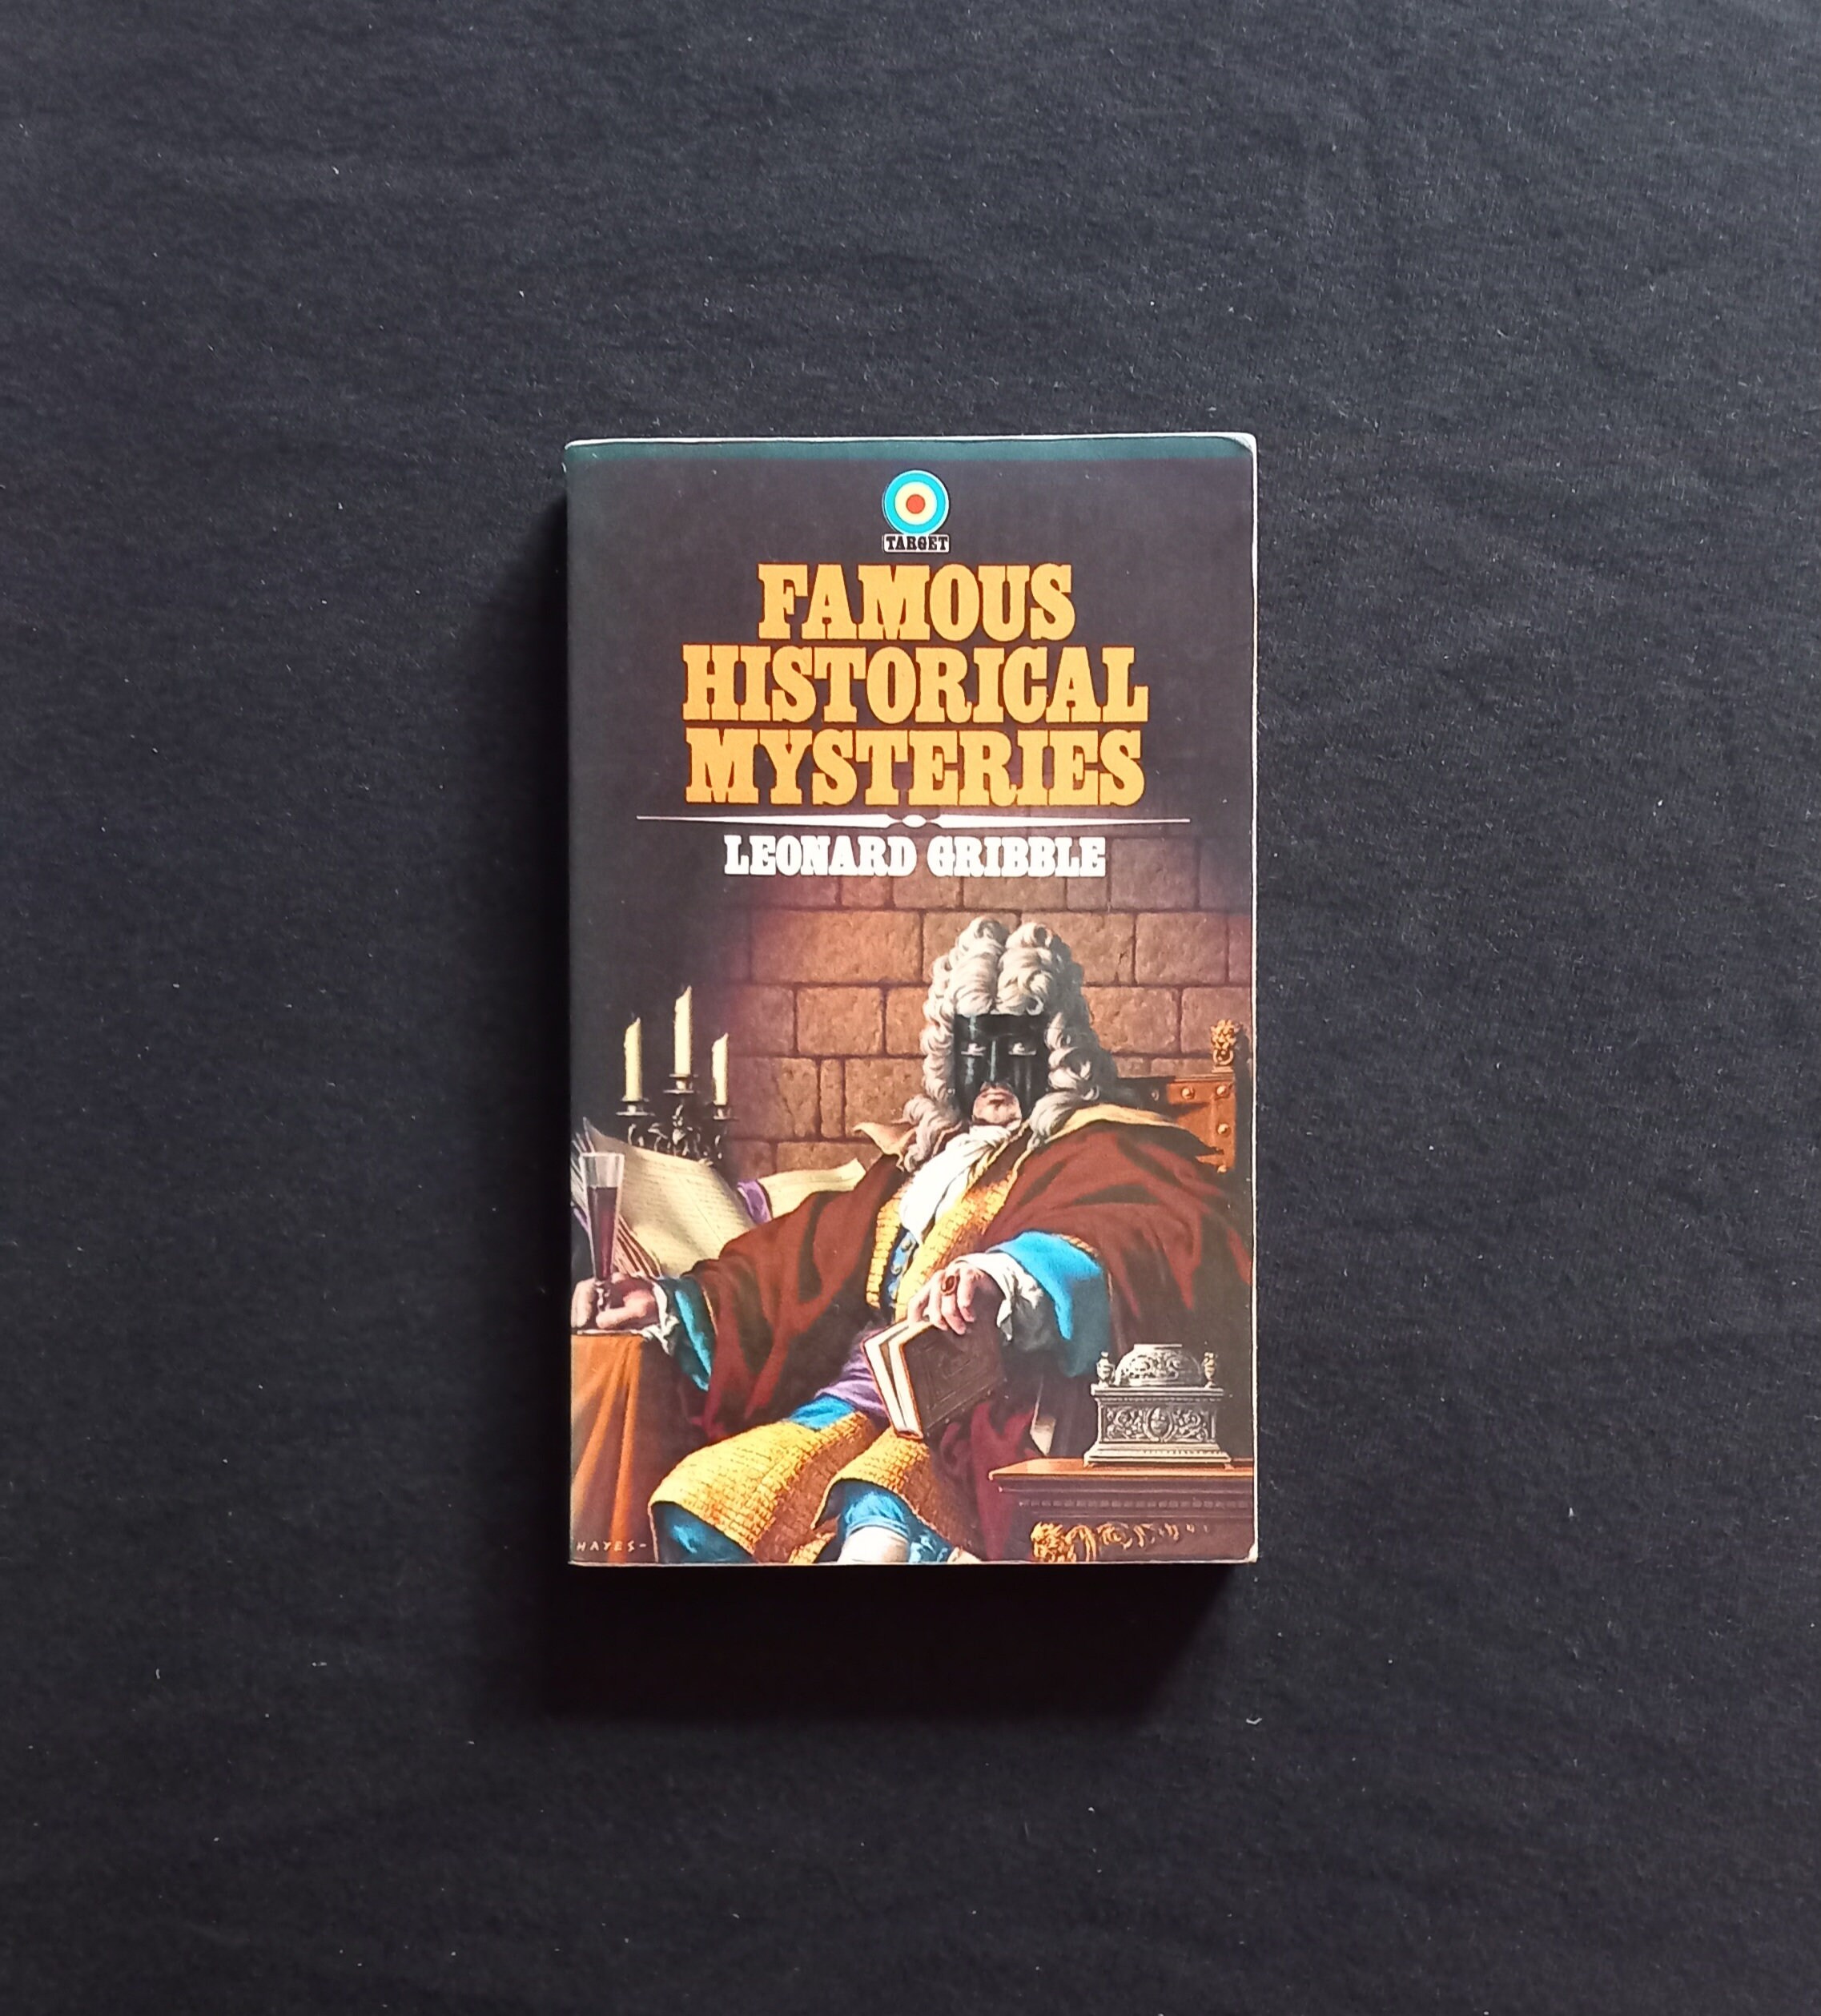 TARGET
FAMOUS
HISTORICAL
MYSTERIES
LEONARD GRIBBLE
HAYES-